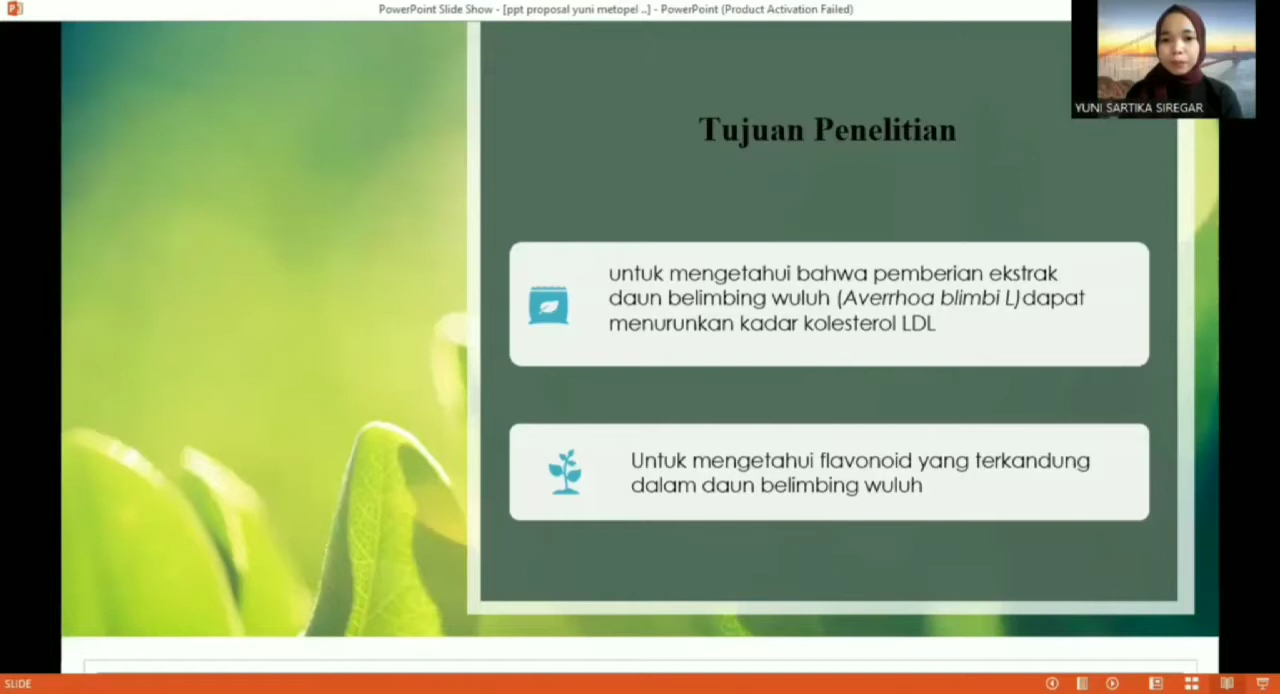 PowerPoint Slide Show - [ppt proposal yuni metopel ..] - PowerPoint (Product Activation Failed)
YUNI SARTIKA SIREGAR
Tujuan Penelitian
untuk mengetahui bahwa pemberian ekstrak
daun belimbing wuluh (Averrhoa blimbi L)dapat
menurunkan kadar kolesterol LDL
Untuk mengetahui flavonoid yang terkandung
dalam daun belimbing wuluh
SLIDE